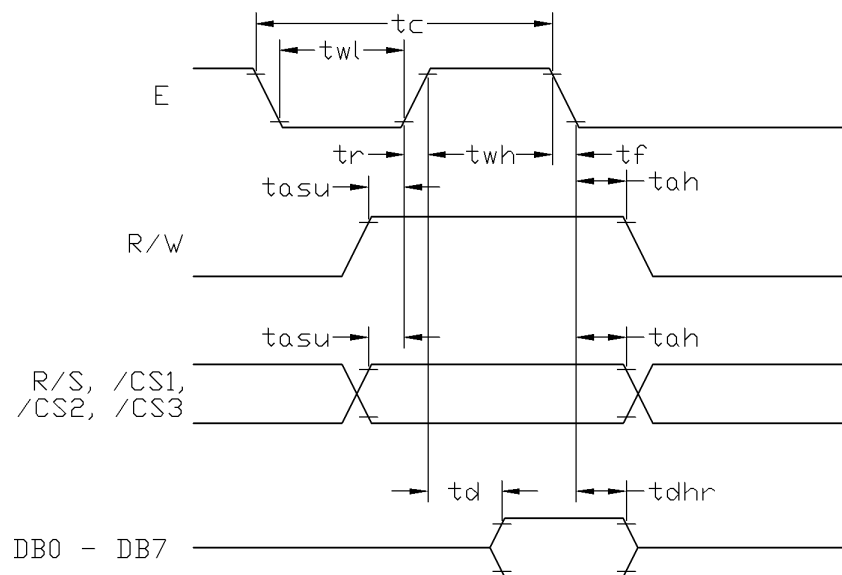 tc
twl
E
tr
twh
tf
tasu
tah
R/W
tasu
tah
R/S, /CS1,
/CS2, /CS3
td
tdhr
DB0 - DB7